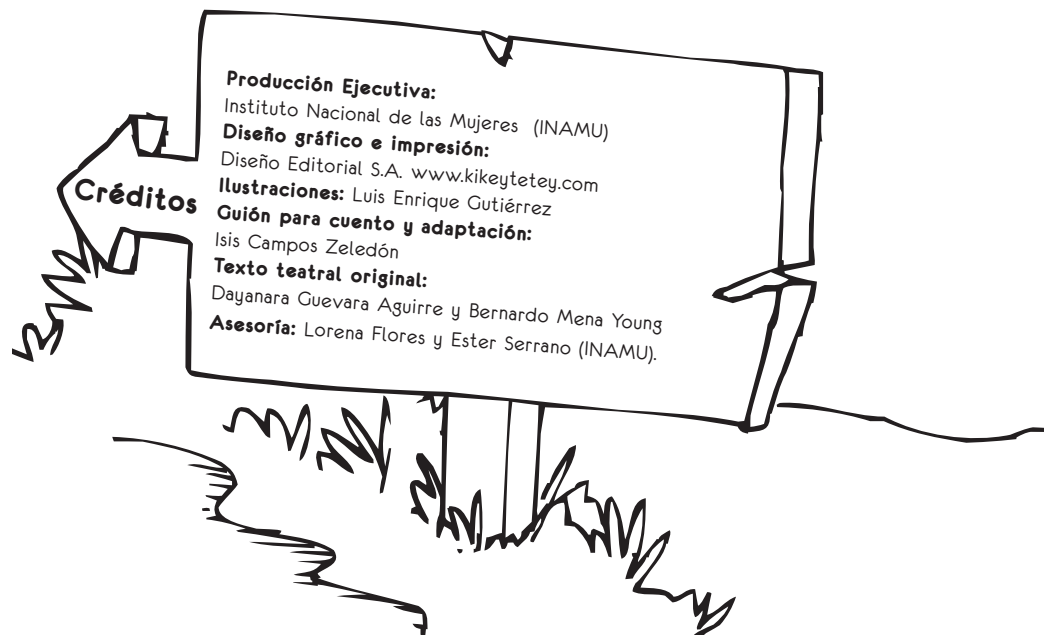 Créditos
Producción Ejecutiva:
Instituto Nacional de las Mujeres (INAMU)
Diseño gráfico e impresión:
Diseño Editorial S.A. www.kikeytetey.com
Ilustraciones: Luis Enrique Gutiérrez
Guión para cuento y adaptación:
Isis Campos Zeledón
Texto teatral original:
Dayanara Guevara Aguirre y Bernardo Mena Young
Asesoría: Lorena Flores y Ester Serrano (INAMU).